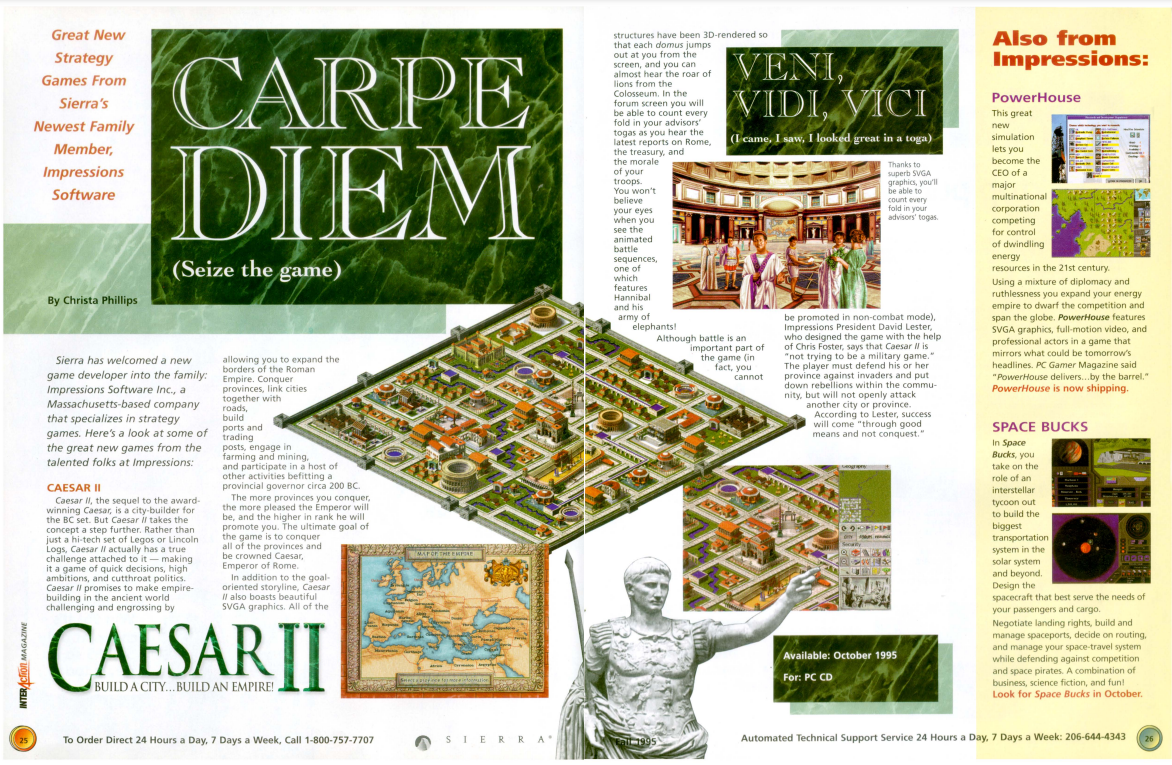 Great New
Strategy
Games From
Sierra's
Newest Family
Member,
Impressions
Software
CARPE
DIEM
(Seize the game)
By Christa Phillips
Sierra has welcomed a new
game developer into the family:
Impressions Software Inc., a
Massachusetts-based company
that specializes in strategy
games. Here's a look at some of
the great new games from the
talented folks at Impressions:
CAESAR II
Caesar II, the sequel to the award-
winning Caesar, is a city-builder for
the BC set. But Caesar II takes the
concept a step further. Rather than
just a hi-tech set of Legos or Lincoln
Logs, Caesar II actually has a true
challenge attached to it — making
it a game of quick decisions, high
ambitions, and cutthroat politics.
Caesar II promises to make empire-
building in the ancient world
challenging and engrossing by
allowing you to expand the
borders of the Roman
Empire. Conquer
provinces, link cities
together with
roads,
build
ports and
trading
posts, engage in
farming and mining,
and participate in a host of
other activities befitting a
provincial governor circa 200 BC.
The more provinces you conquer,
the more pleased the Emperor will
be, and the higher in rank he will
promote you. The ultimate goal of
the game is to conquer
all of the provinces and
be crowned Caesar,
Emperor of Rome.
In addition to the goal-
oriented storyline, Caesar
II also boasts beautiful
SVGA graphics. All of the
MAP OF THE EMPIRE
CAESAR II
BUILD A CITY...BUILD AN EMPIRE!
INTERAction MAGAZINE
25
To Order Direct 24 Hours a Day, 7 Days a Week, Call 1-800-757-7707
SIERRA®
structures have been 3D-rendered so
that each domus jumps
out at you from the
screen, and you can
almost hear the roar of
lions from the
Colosseum. In the
forum screen you will
be able to count every
fold in your advisors'
togas as you hear the
latest reports on Rome,
the treasury, and
the morale
of your
troops.
You won't
believe
your eyes
when you
see the
animated
battle
sequences,
one of
which
features
Hannibal
and his
army of
elephants!
Although battle is an
important part of
the game (in
fact, you
cannot
VENI,
VIDI, VICI
(I came, I saw, I looked great in a toga)
Thanks to
superb SVGA
graphics, you'll
be able to
count every
fold in your
advisors' togas.
be promoted in non-combat mode),
Impressions President David Lester,
who designed the game with the help
of Chris Foster, says that Caesar II is
"not trying to be a military game."
The player must defend his or her
province against invaders and put
down rebellions within the commu-
nity, but will not openly attack
another city or province.
According to Lester, success
will come "through good
means and not conquest."
Security
Available: October 1995
For: PC CD
Fall 1995
Also from
Impressions:
PowerHouse
This great
new
simulation
lets you
become the
CEO of a
major
multinational
corporation
competing
for control
of dwindling
energy
resources in the 21st century.
Using a mixture of diplomacy and
ruthlessness you expand your energy
empire to dwarf the competition and
span the globe. PowerHouse features
SVGA graphics, full-motion video, and
professional actors in a game that
mirrors what could be tomorrow's
headlines. PC Gamer Magazine said
"PowerHouse delivers...by the barrel."
PowerHouse is now shipping.
SPACE BUCKS
In Space
Bucks, you
take on the
role of an
interstellar
tycoon out
to build the
biggest
transportation
system in the
solar system
and beyond.
Design the
spacecraft that best serve the needs of
your passengers and cargo.
Negotiate landing rights, build and
manage spaceports, decide on routing,
and manage your space-travel system
while defending against competition
and space pirates. A combination of
business, science fiction, and fun!
Look for Space Bucks in October.
Automated Technical Support Service 24 Hours a Day, 7 Days a Week: 206-644-4343
26